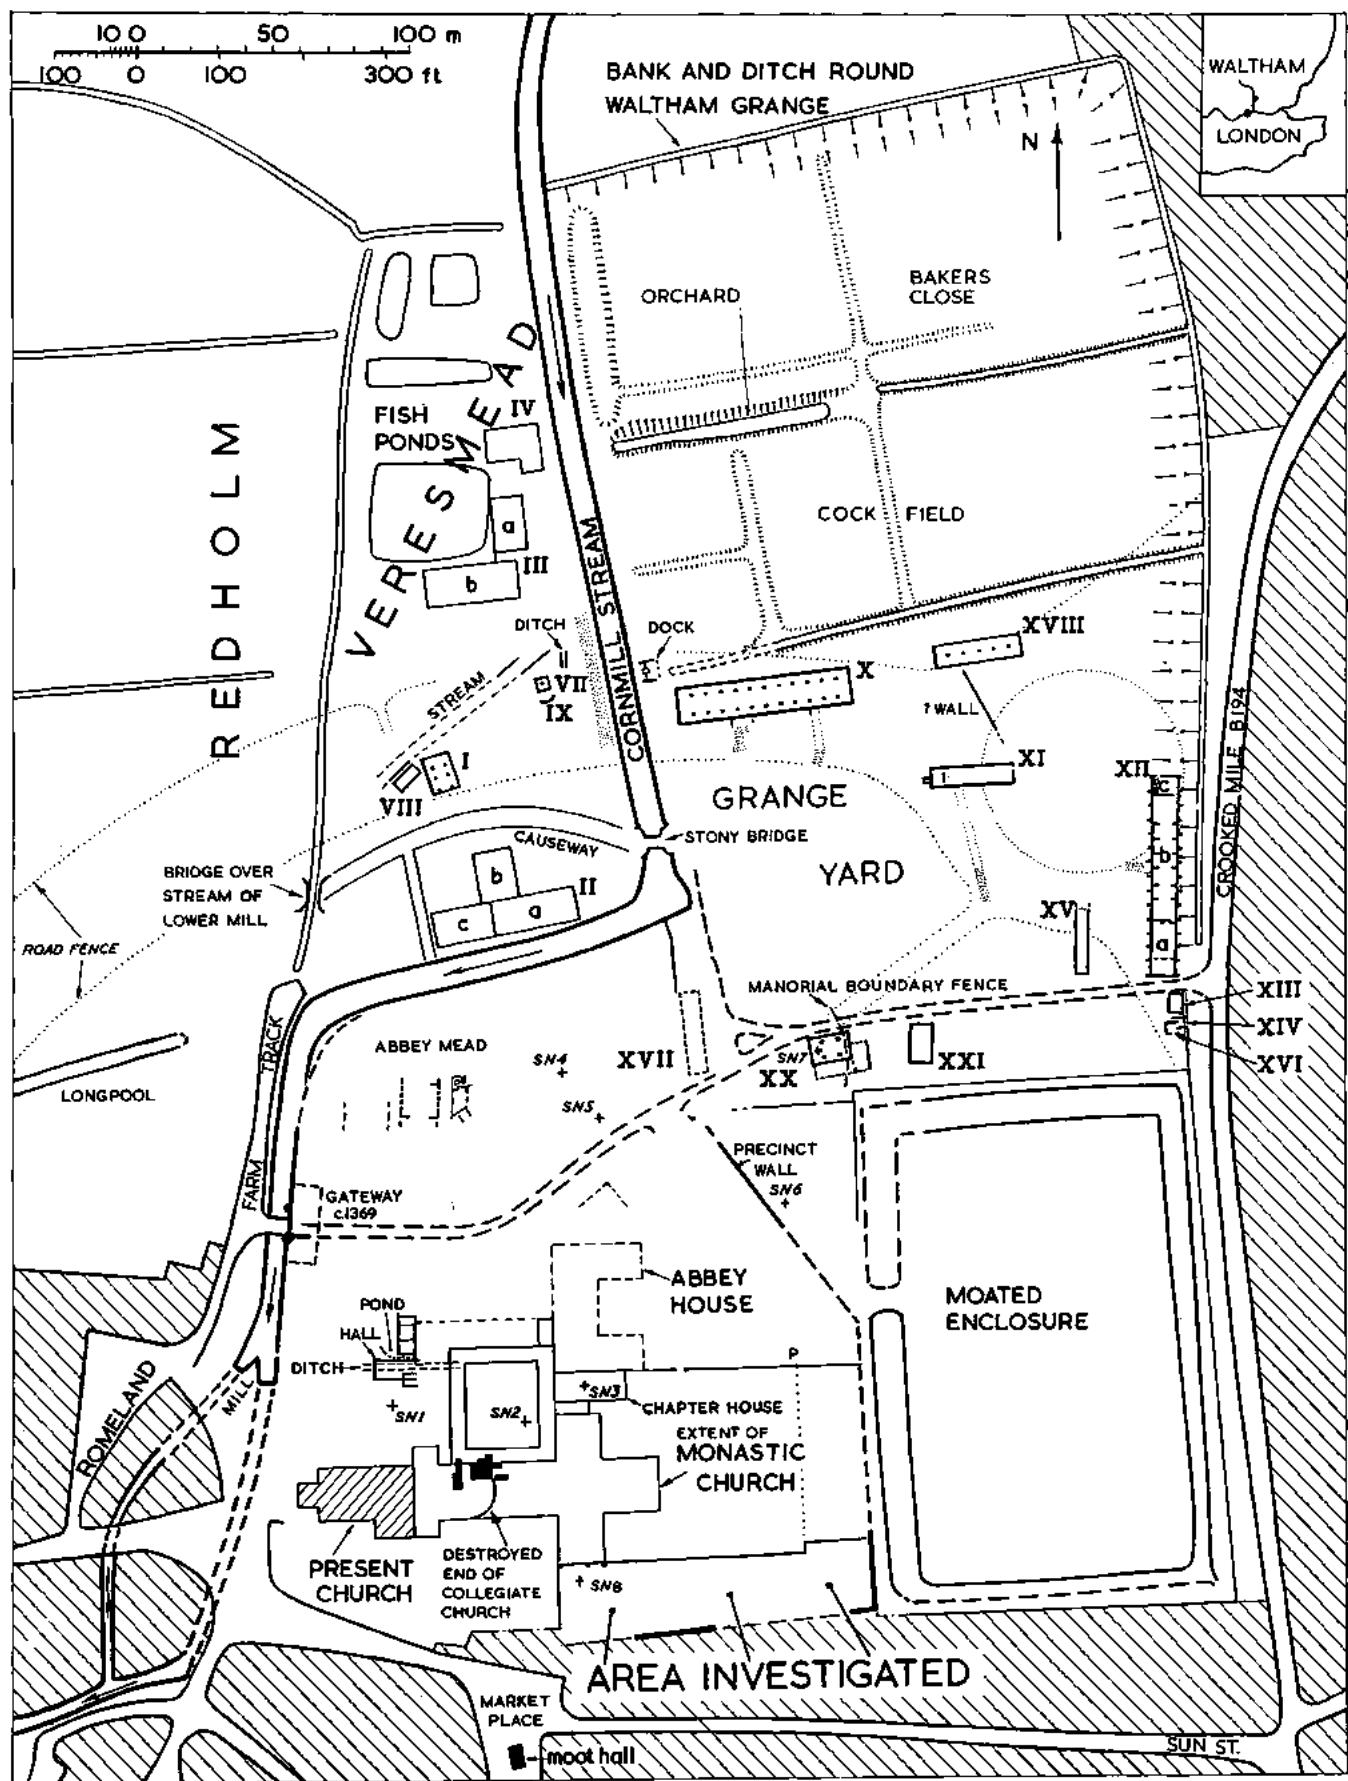 10 0 50 100 m
100 0 100 300 ft
BANK AND DITCH ROUND
WALTHAM GRANGE
WALTHAM
LONDON
N
ORCHARD
BAKERS
CLOSE
REDHOLM
VERES MEAD
FISH
PONDS
IV
a
III
b
CORNMILL STREAM
COCK FIELD
DITCH
DOCK
XVIII
VII
IX
X
STREAM
? WALL
I
VIII
XI
XII
c
b
a
CROOKED MILE B194
GRANGE
YARD
CAUSEWAY
STONY BRIDGE
BRIDGE OVER
STREAM OF
LOWER MILL
b
II
c
a
XV
ROAD FENCE
MANORIAL BOUNDARY FENCE
XIII
XIV
XVI
FARM TRACK
ABBEY MEAD
SN4
XVII
SN7
XX
XXI
LONGPOOL
SN5
PRECINCT
WALL
SN6
GATEWAY
c.1369
ABBEY
HOUSE
MOATED
ENCLOSURE
POND
HALL
DITCH
P
MILL
ROMELAND
SN1
SN2
SN3
CHAPTER HOUSE
EXTENT OF
MONASTIC
CHURCH
PRESENT
CHURCH
DESTROYED
END OF
COLLEGIATE
CHURCH
SN8
AREA INVESTIGATED
MARKET
PLACE
SUN ST.
moot hall